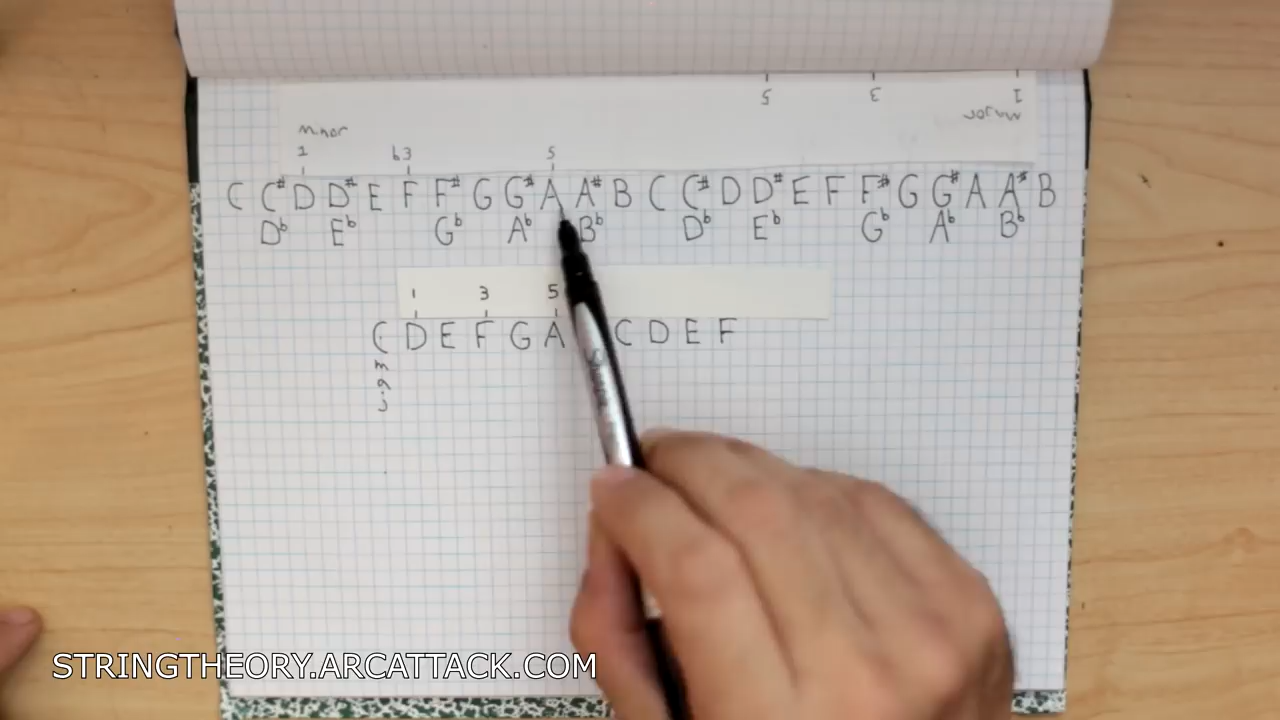 5 3 1
major
minor
1 b3 5
C C# D D# E F F# G G# A A# B C C# D D# E F F# G G# A A# B
Db Eb Gb Ab Bb Db Eb Gb Ab Bb
1 3 5
C D E F G A C D E F
maj
STRINGTHEORY.ARCATTACK.COM